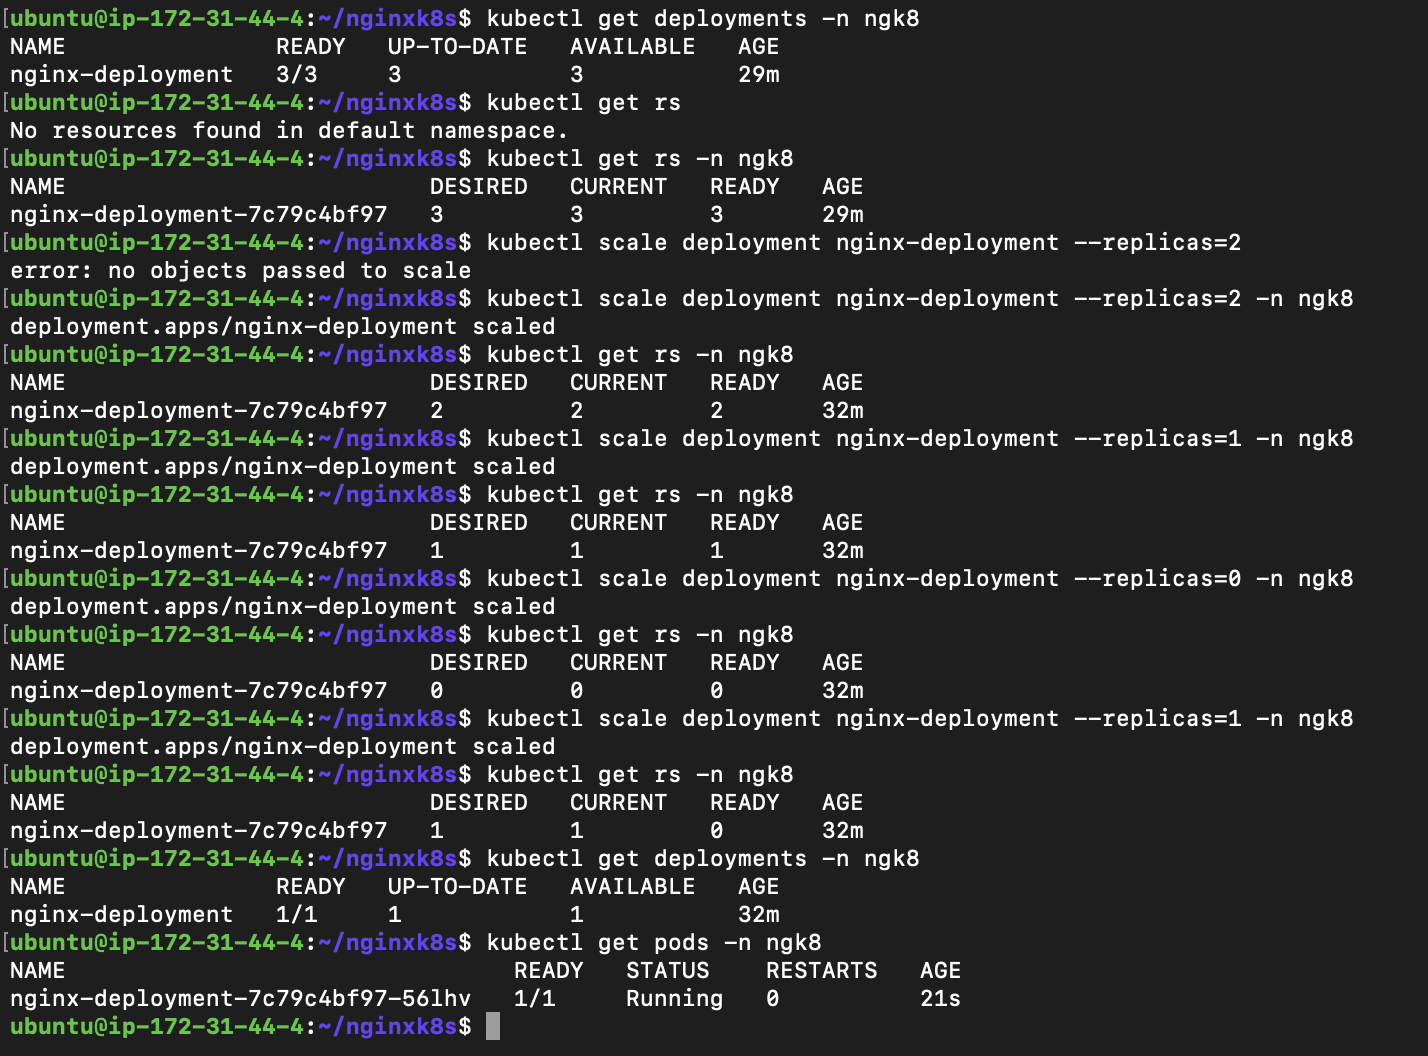 [ubuntu@ip-172-31-44-4:~/nginxk8s$ kubectl get deployments -n ngk8
NAME               READY   UP-TO-DATE   AVAILABLE   AGE
nginx-deployment   3/3     3            3           29m
[ubuntu@ip-172-31-44-4:~/nginxk8s$ kubectl get rs
No resources found in default namespace.
[ubuntu@ip-172-31-44-4:~/nginxk8s$ kubectl get rs -n ngk8
NAME                          DESIRED   CURRENT   READY   AGE
nginx-deployment-7c79c4bf97   3         3         3       29m
[ubuntu@ip-172-31-44-4:~/nginxk8s$ kubectl scale deployment nginx-deployment --replicas=2
error: no objects passed to scale
[ubuntu@ip-172-31-44-4:~/nginxk8s$ kubectl scale deployment nginx-deployment --replicas=2 -n ngk8
deployment.apps/nginx-deployment scaled
[ubuntu@ip-172-31-44-4:~/nginxk8s$ kubectl get rs -n ngk8
NAME                          DESIRED   CURRENT   READY   AGE
nginx-deployment-7c79c4bf97   2         2         2       32m
[ubuntu@ip-172-31-44-4:~/nginxk8s$ kubectl scale deployment nginx-deployment --replicas=1 -n ngk8
deployment.apps/nginx-deployment scaled
[ubuntu@ip-172-31-44-4:~/nginxk8s$ kubectl get rs -n ngk8
NAME                          DESIRED   CURRENT   READY   AGE
nginx-deployment-7c79c4bf97   1         1         1       32m
[ubuntu@ip-172-31-44-4:~/nginxk8s$ kubectl scale deployment nginx-deployment --replicas=0 -n ngk8
deployment.apps/nginx-deployment scaled
[ubuntu@ip-172-31-44-4:~/nginxk8s$ kubectl get rs -n ngk8
NAME                          DESIRED   CURRENT   READY   AGE
nginx-deployment-7c79c4bf97   0         0         0       32m
[ubuntu@ip-172-31-44-4:~/nginxk8s$ kubectl scale deployment nginx-deployment --replicas=1 -n ngk8
deployment.apps/nginx-deployment scaled
[ubuntu@ip-172-31-44-4:~/nginxk8s$ kubectl get rs -n ngk8
NAME                          DESIRED   CURRENT   READY   AGE
nginx-deployment-7c79c4bf97   1         1         0       32m
[ubuntu@ip-172-31-44-4:~/nginxk8s$ kubectl get deployments -n ngk8
NAME               READY   UP-TO-DATE   AVAILABLE   AGE
nginx-deployment   1/1     1            1           32m
[ubuntu@ip-172-31-44-4:~/nginxk8s$ kubectl get pods -n ngk8
NAME                                READY   STATUS    RESTARTS   AGE
nginx-deployment-7c79c4bf97-56lhv   1/1     Running   0          21s
ubuntu@ip-172-31-44-4:~/nginxk8s$